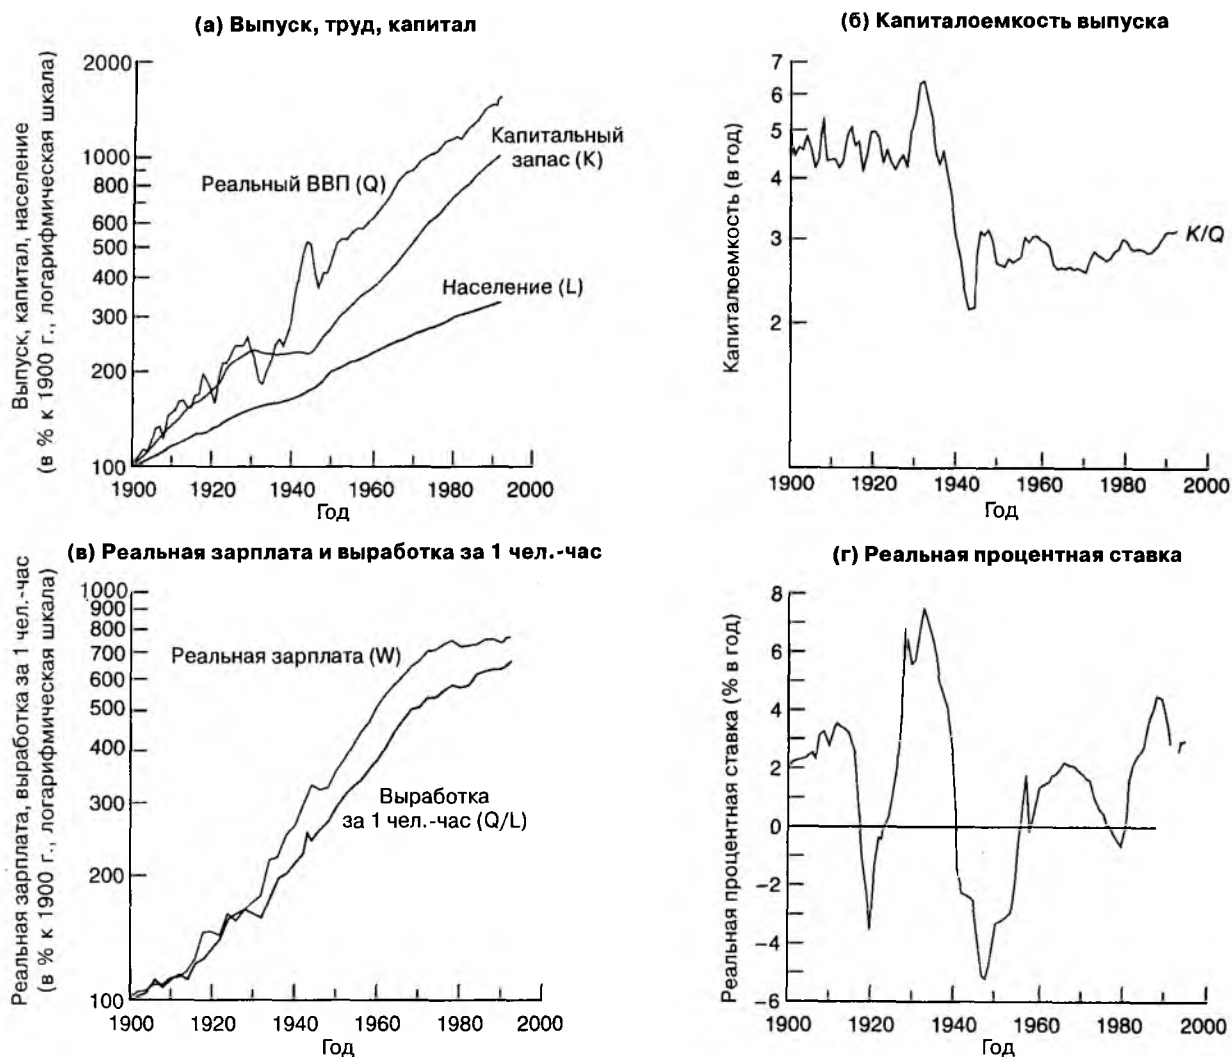 (а) Выпуск, труд, капитал
Выпуск, капитал, население
(в % к 1900 г., логарифмическая шкала)
2000
1000
800
600
500
400
300
200
100
Реальный ВВП (Q)
Капитальный
запас (K)
Население (L)
1900 1920 1940 1960 1980 2000
Год
(б) Капиталоемкость выпуска
Капиталоемкость (в год)
7
6
5
4
3
2
K/Q
1900 1920 1940 1960 1980 2000
Год
(в) Реальная зарплата и выработка за 1 чел.-час
Реальная зарплата, выработка за 1 чел.-час
(в % к 1900 г., логарифмическая шкала)
1000
900
800
700
600
500
400
300
200
100
Реальная зарплата (W)
Выработка
за 1 чел.-час (Q/L)
1900 1920 1940 1960 1980 2000
Год
(г) Реальная процентная ставка
Реальная процентная ставка (% в год)
8
6
4
2
0
−2
−4
−6
r
1900 1920 1940 1960 1980 2000
Год